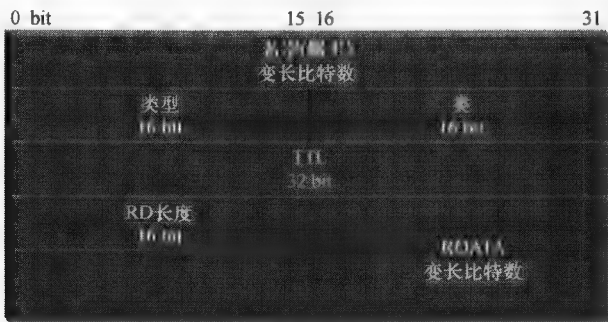 0 bit 15 16 31
变长比特数
类型 类
16 bit 16 bit
TTL
32 bit
RD长度
16 bit
RDATA
变长比特数